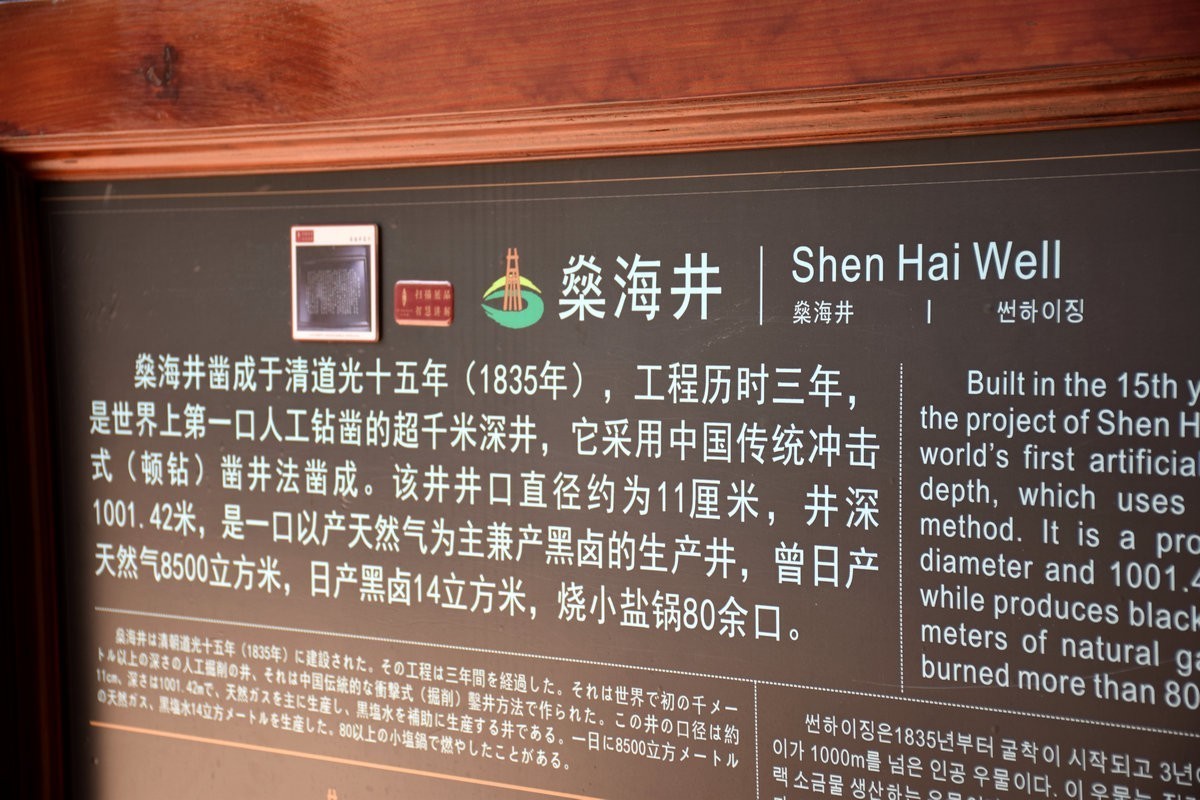 燊海井
Shen Hai Well
燊海井 | 썬하이징
燊海井凿成于清道光十五年（1835年），工程历时三年，
是世界上第一口人工钻凿的超千米深井，它采用中国传统冲击
式（顿钻）凿井法凿成。该井井口直径约为11厘米，井深
1001.42米，是一口以产天然气为主兼产黑卤的生产井，曾日产
天然气8500立方米，日产黑卤14立方米，烧小盐锅80余口。
Built in the 15th
the project of Shen
world's first artificial
depth, which uses
method. It is a
diameter and
while produces black
meters of natural
burned more than 80
燊海井は清朝道光十五年（1835年）に建設された。その工程は三年間を経過した。それは世界で初の千メー
トル以上の深さの人工掘削の井、それは中国伝統的な衝撃式（掘削）鑿井方法で作られた。この井の口径は約
11cm、深さは1001.42mで、天然ガスを主に生産し、黒塩水を補助に生産する井である。一日に8500立方メートル
の天然ガス、黒塩水14立方メートルを生産した。80以上の小塩鍋で燃やしたことがある。
썬하이징은1835년부터 굴착이 시작되고
이가 1000m를 넘은 인공 우물이다. 이 우물는
랙 소금물 생산하는